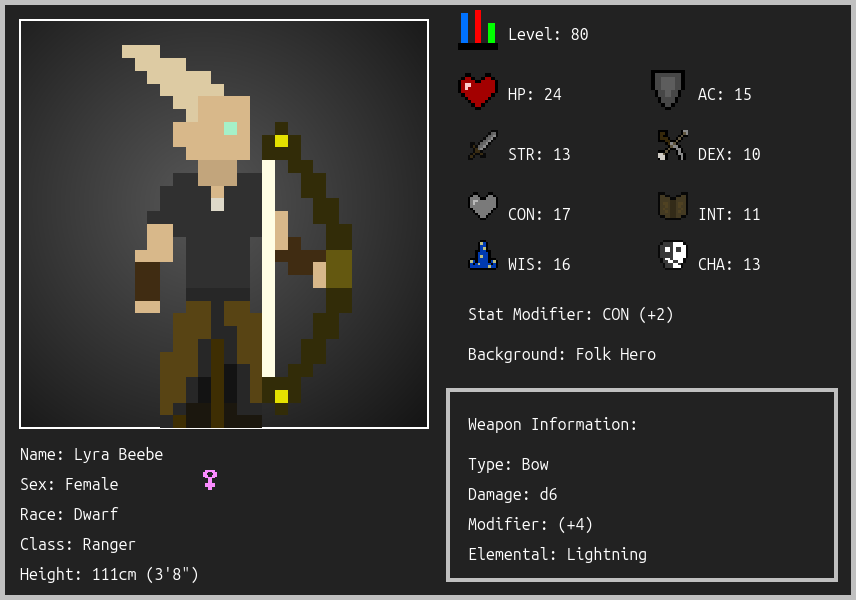 Level: 80
HP: 24
AC: 15
STR: 13
DEX: 10
CON: 17
INT: 11
WIS: 16
CHA: 13
Stat Modifier: CON (+2)
Background: Folk Hero
Weapon Information:
Type: Bow
Damage: d6
Modifier: (+4)
Elemental: Lightning
Name: Lyra Beebe
Sex: Female
Race: Dwarf
Class: Ranger
Height: 111cm (3'8")